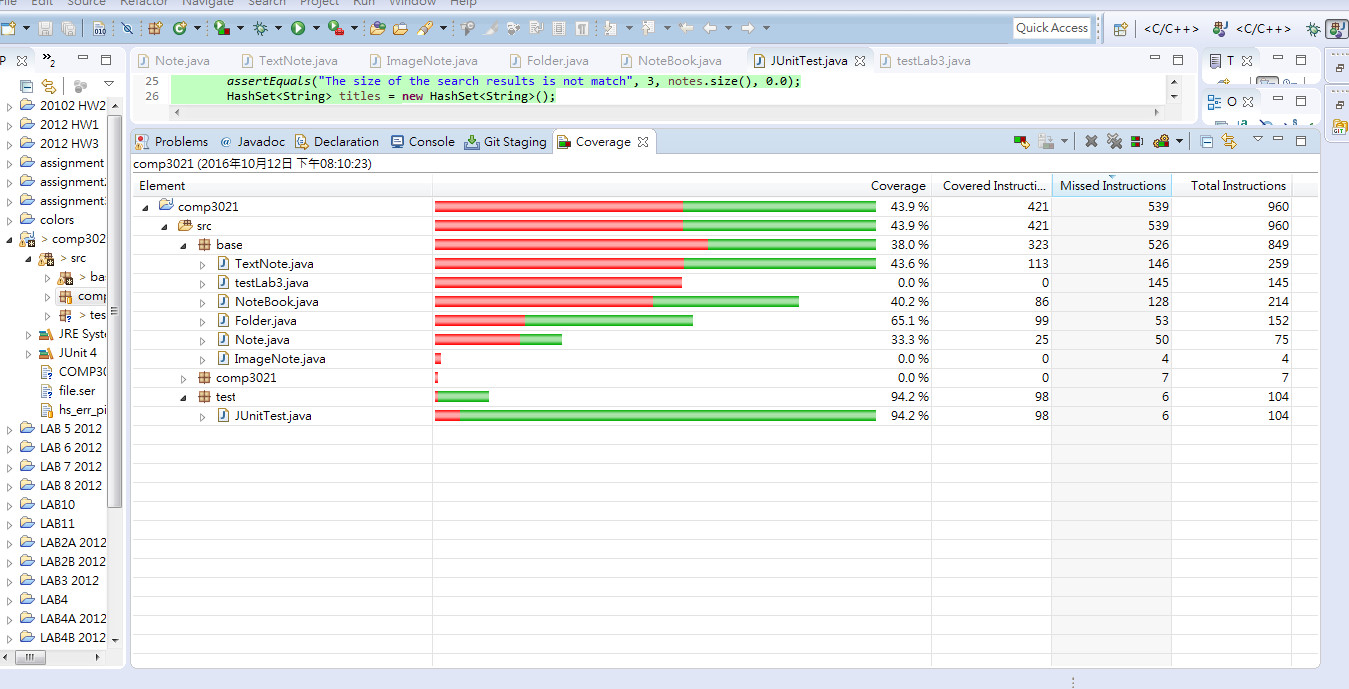 File Edit Source Refactor Navigate Search Project Run Window Help
Quick Access <C/C++> <C/C++>
P »2
Note.java TextNote.java ImageNote.java Folder.java NoteBook.java JUnitTest.java testLab3.java
T
O
25 assertEquals("The size of the search results is not match", 3, notes.size(), 0.0);
26 HashSet<String> titles = new HashSet<String>();
20102 HW2
2012 HW1
2012 HW3
assignment
assignment2
assignment3
colors
> comp302
> src
> bas
comp
> tes
JRE Syste
JUnit 4
COMP30
file.ser
hs_err_pi
LAB 5 2012
LAB 6 2012
LAB 7 2012
LAB 8 2012
LAB10
LAB11
LAB2A 2012
LAB2B 2012
LAB3 2012
LAB4
LAB4A 2012
LAB4B 2012
Problems @ Javadoc Declaration Console Git Staging Coverage
comp3021 (2016年10月12日 下午08:10:23)
Element Coverage Covered Instructi... Missed Instructions Total Instructions
comp3021 43.9 % 421 539 960
src 43.9 % 421 539 960
base 38.0 % 323 526 849
TextNote.java 43.6 % 113 146 259
testLab3.java 0.0 % 0 145 145
NoteBook.java 40.2 % 86 128 214
Folder.java 65.1 % 99 53 152
Note.java 33.3 % 25 50 75
ImageNote.java 0.0 % 0 4 4
comp3021 0.0 % 0 7 7
test 94.2 % 98 6 104
JUnitTest.java 94.2 % 98 6 104